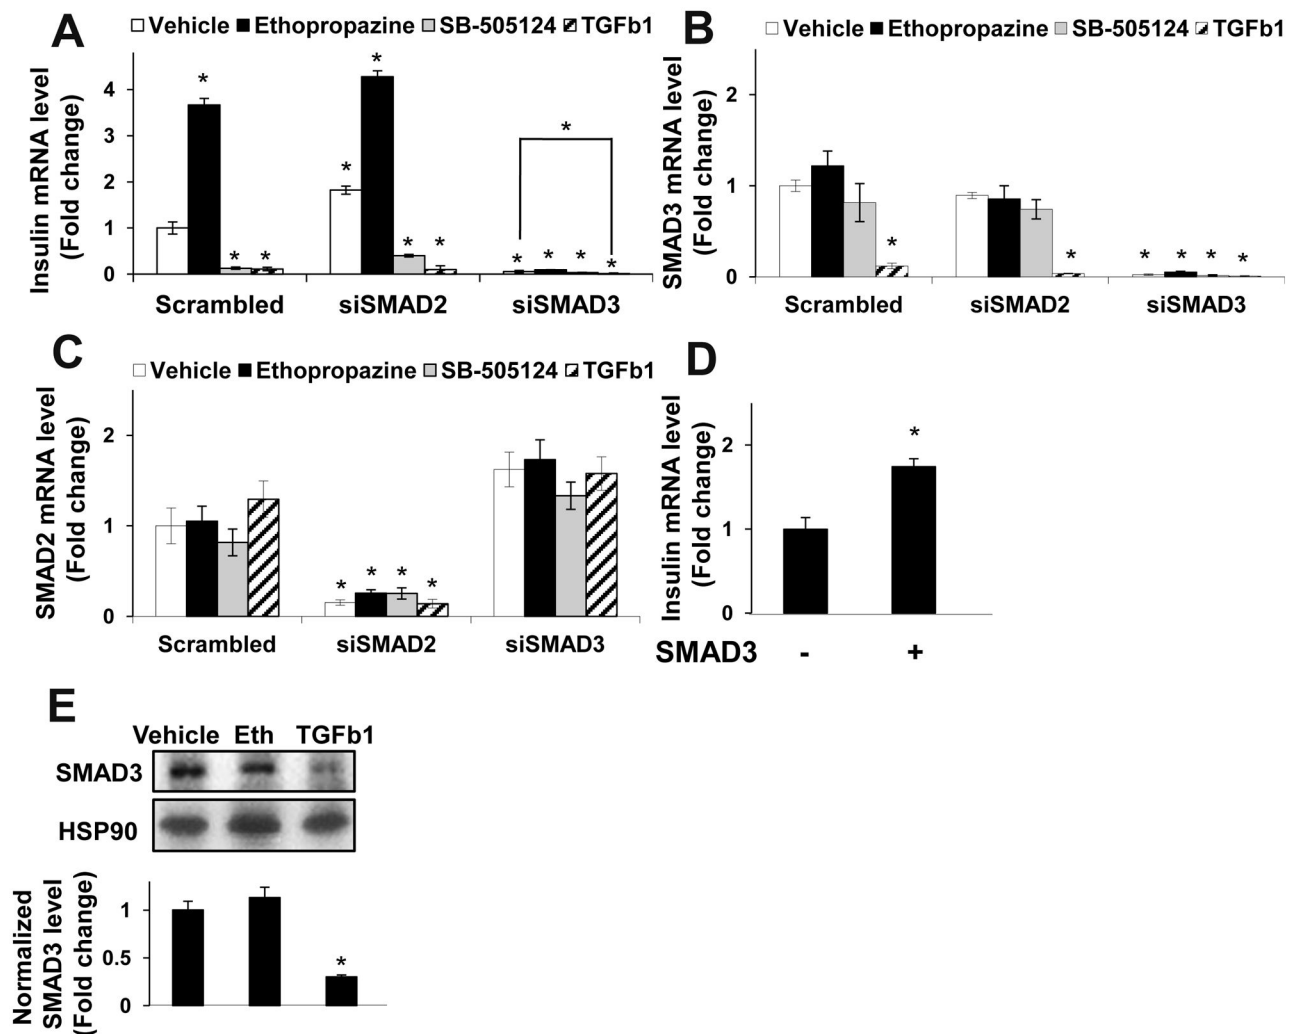 A
Vehicle Ethopropazine SB-505124 TGFb1
Insulin mRNA level
(Fold change)
4
3
2
1
0
*
*
*
*
*
*
*
*
*
*
*
*
Scrambled siSMAD2 siSMAD3
B
Vehicle Ethopropazine SB-505124 TGFb1
SMAD3 mRNA level
(Fold change)
2
1
0
*
*
* * * *
Scrambled siSMAD2 siSMAD3
C
Vehicle Ethopropazine SB-505124 TGFb1
SMAD2 mRNA level
(Fold change)
2
1
0
* * * *
Scrambled siSMAD2 siSMAD3
D
Insulin mRNA level
(Fold change)
2
1
0
*
SMAD3 - +
E
Vehicle Eth TGFb1
SMAD3
HSP90
Normalized
SMAD3 level
(Fold change)
1
0.5
0
*